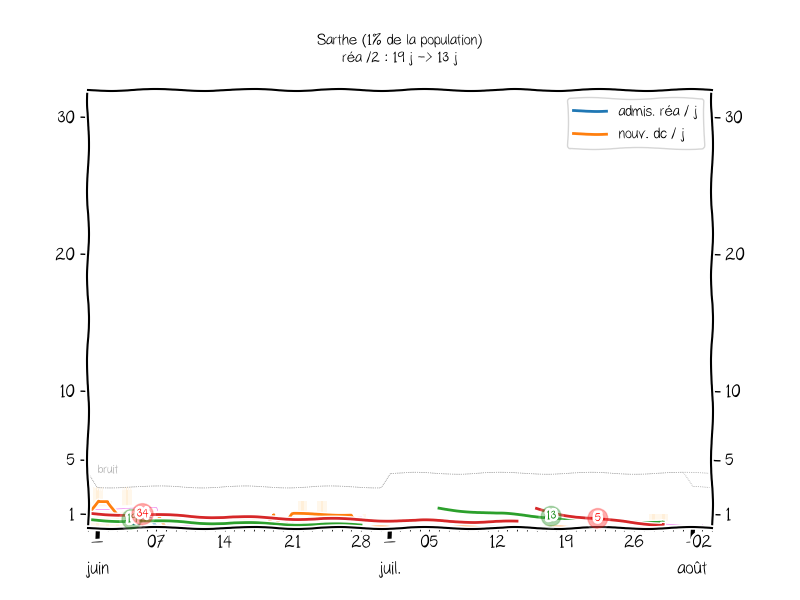 Sarthe (1% de la population)
réa /2 : 19 j -> 13 j
admis. réa / j
nouv. dc / j
30
30
20
20
10
10
5
5
bruit
1
1
34
13
5
07
14
21
28
05
12
19
26
02
juin
juil.
août